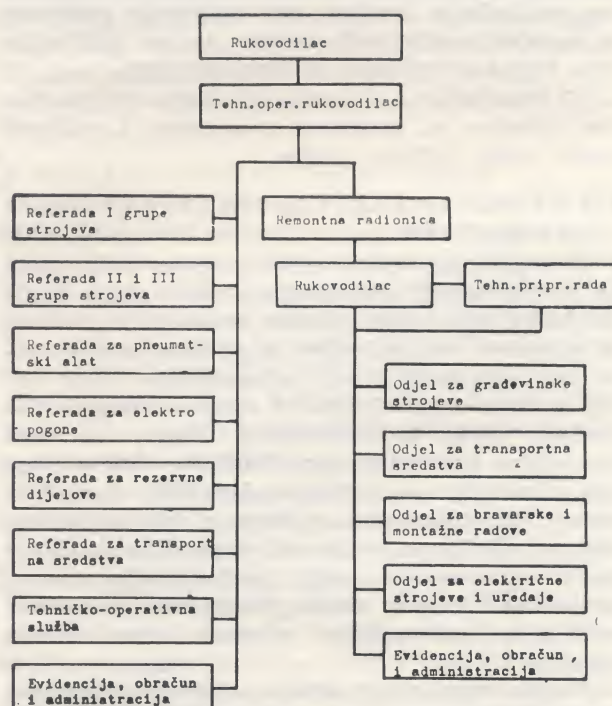 Rukovodilac
Tehn.oper.rukovodilac
Referada I grupe
strojeva
Referada II i III
grupe strojeva
Referada za pneumat-
ski alat
Referada za elektro
pogone
Referada za rezervne
dijelove
Referada za transport
na sredstva
Tehničko-operativna
služba
Evidencija, obračun
i administracija
Remontna radionica
Rukovodilac
Tehn.pripr.rada
Odjel za građevinske
strojeve
Odjel za transportna
sredstva
Odjel za bravarske i
montažne radove
Odjel za električne
strojeve i uređaje
Evidencija, obračun,
i administracija